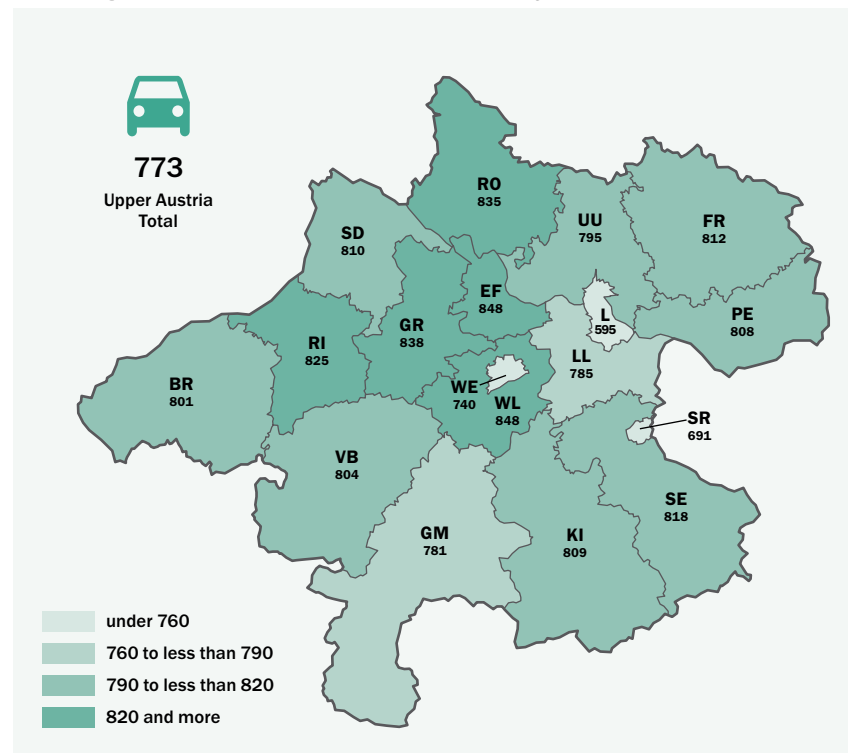 773
Upper Austria
Total
RO
835
UU
795
FR
812
SD
810
EF
848
L
595
PE
808
GR
838
RI
825
LL
785
BR
801
WE
740
WL
848
SR
691
VB
804
SE
818
GM
781
KI
809
under 760
760 to less than 790
790 to less than 820
820 and more